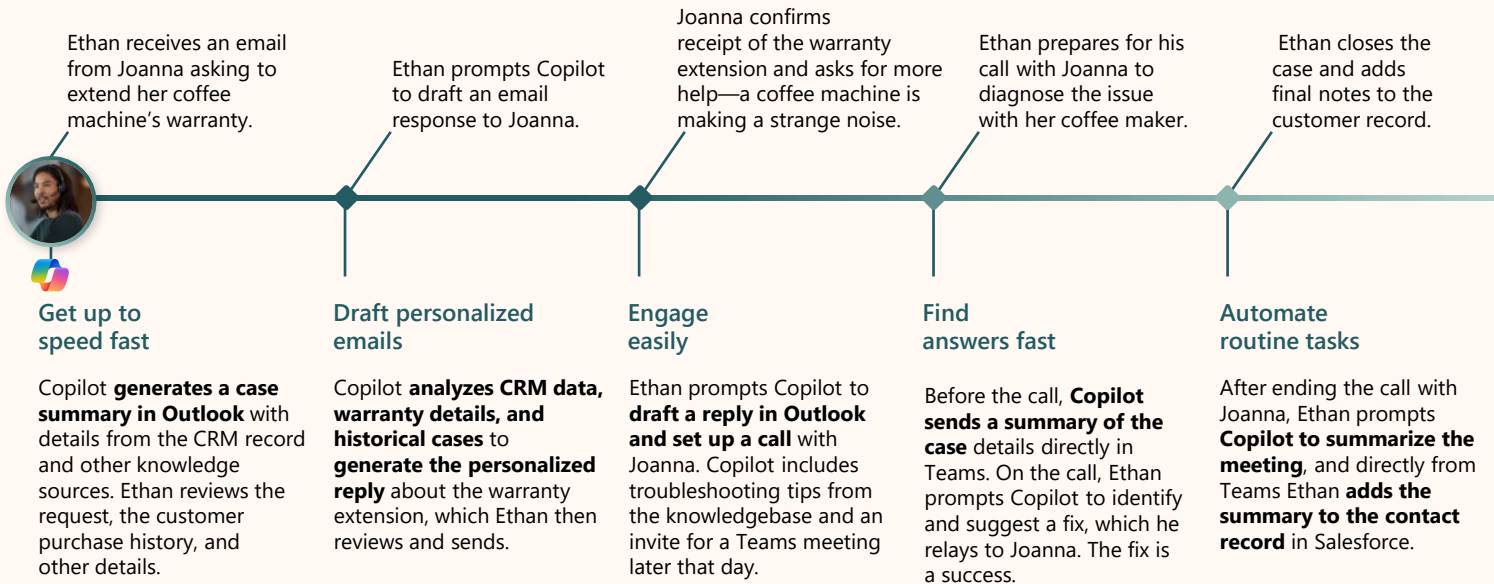 Ethan receives an email
from Joanna asking to
extend her coffee
machine's warranty.
Ethan prompts Copilot
to draft an email
response to Joanna.
Joanna confirms
receipt of the warranty
extension and asks for more
help—a coffee machine is
making a strange noise.
Ethan prepares for his
call with Joanna to
diagnose the issue
with her coffee maker.
Ethan closes the
case and adds
final notes to the
customer record.
Get up to
speed fast
Copilot generates a case
summary in Outlook with
details from the CRM record
and other knowledge
sources. Ethan reviews the
request, the customer
purchase history, and
other details.
Draft personalized
emails
Copilot analyzes CRM data,
warranty details, and
historical cases to
generate the personalized
reply about the warranty
extension, which Ethan then
reviews and sends.
Engage
easily
Ethan prompts Copilot to
draft a reply in Outlook
and set up a call with
Joanna. Copilot includes
troubleshooting tips from
the knowledgebase and an
invite for a Teams meeting
later that day.
Find
answers fast
Before the call, Copilot
sends a summary of the
case details directly in
Teams. On the call, Ethan
prompts Copilot to identify
and suggest a fix, which he
relays to Joanna. The fix is
a success.
Automate
routine tasks
After ending the call with
Joanna, Ethan prompts
Copilot to summarize the
meeting, and directly from
Teams Ethan adds the
summary to the contact
record in Salesforce.